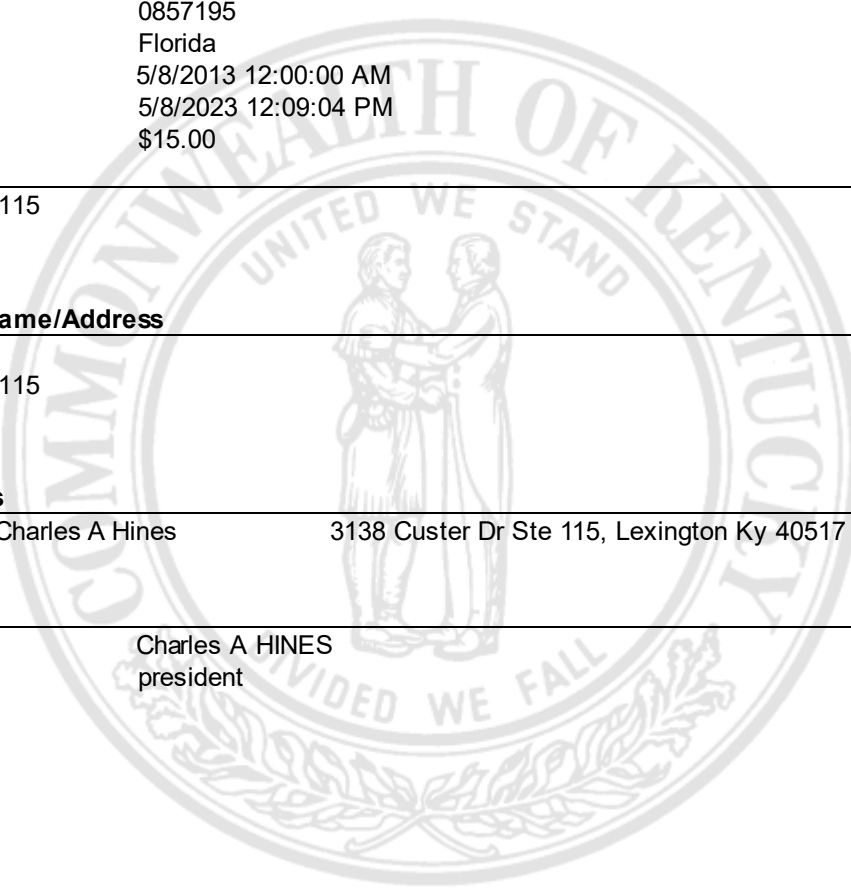 0857195
Florida
5/8/2013 12:00:00 AM
5/8/2023 12:09:04 PM
$15.00
115
ame/Address
115
s
Charles A Hines 3138 Custer Dr Ste 115, Lexington Ky 40517
Charles A HINES
president
COMMONWEALTH OF KENTUCKY
UNITED WE STAND
DIVIDED WE FALL